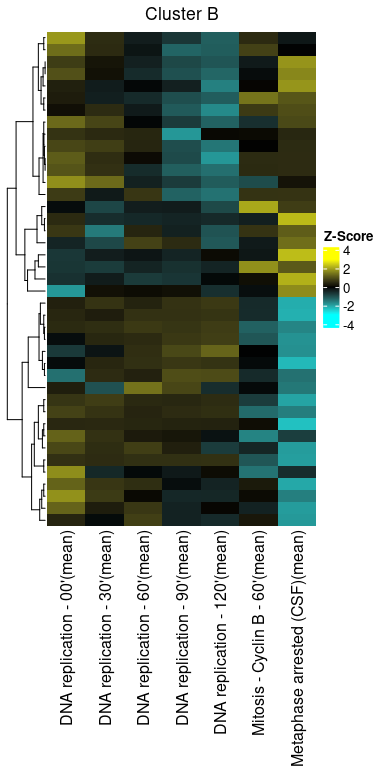 Cluster B
Z-Score
4
2
0
-2
-4
DNA replication - 00'(mean)
DNA replication - 30'(mean)
DNA replication - 60'(mean)
DNA replication - 90'(mean)
DNA replication - 120'(mean)
Mitosis - Cyclin B - 60'(mean)
Metaphase arrested (CSF)(mean)